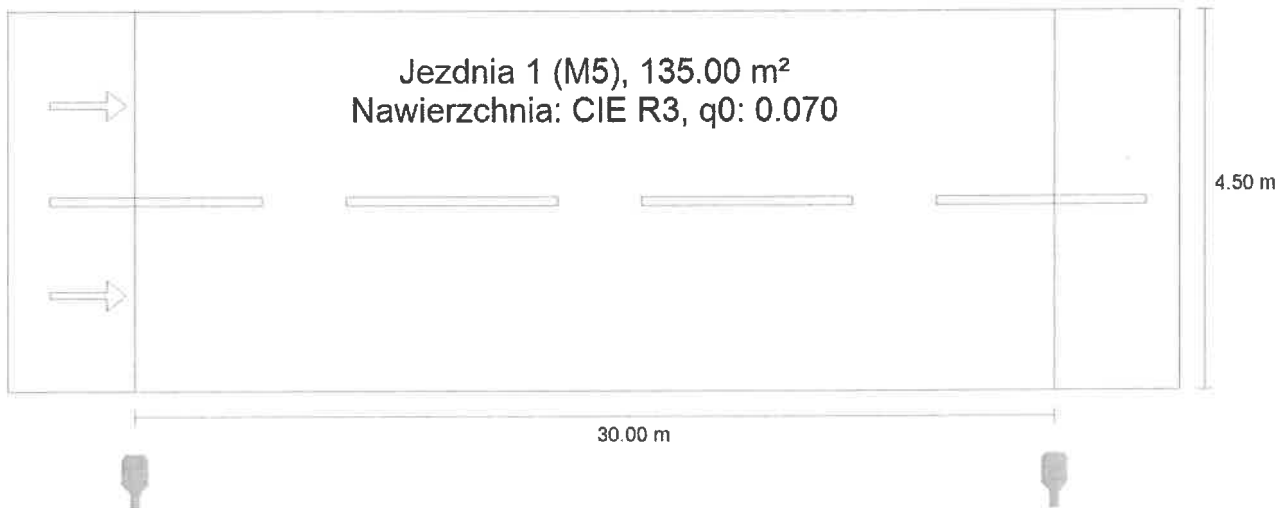 Jezdnia 1 (M5), 135.00 m²
Nawierzchnia: CIE R3, q0: 0.070
4.50 m
30.00 m